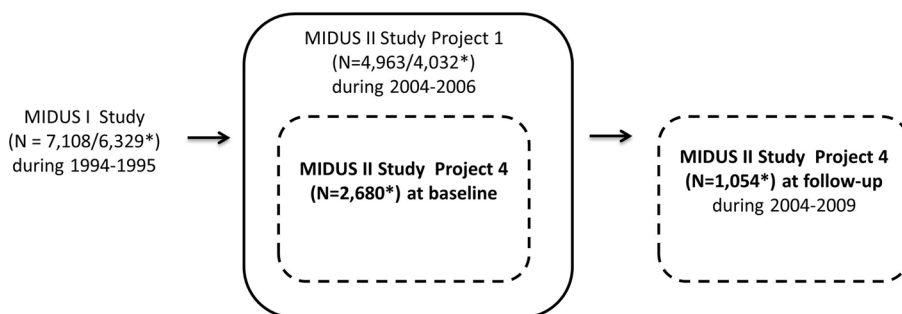 MIDUS I Study
(N = 7,108/6,329*)
during 1994-1995
MIDUS II Study Project 1
(N=4,963/4,032*)
during 2004-2006
MIDUS II Study Project 4
(N=2,680*) at baseline
MIDUS II Study Project 4
(N=1,054*) at follow-up
during 2004-2009